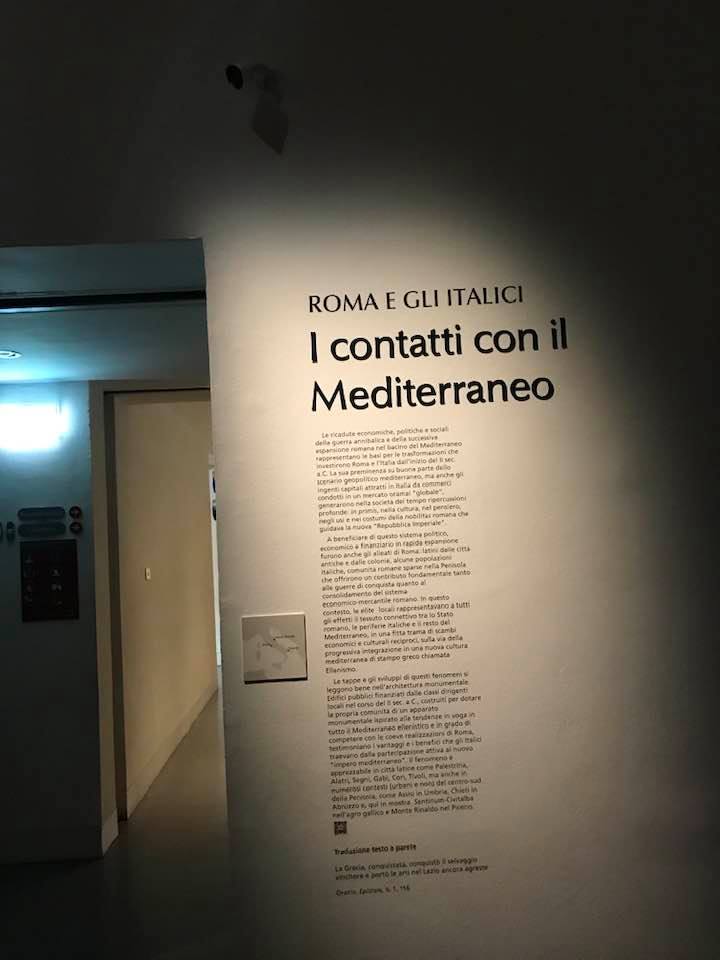 ROMA E GLI ITALICI
I contatti con il
Mediterraneo
Le ricadute economiche, politiche e sociali
della guerra annibalica e della successiva
espansione romana nel bacino del Mediterraneo
rappresentano le basi per le trasformazioni che
investirono Roma e l'Italia dall'inizio del II sec.
a.C. La sua preminenza su buona parte dello
scenario geopolitico mediterraneo, ma anche gli
ingenti capitali attratti in Italia da commerci
condotti in un mercato oramai "globale",
generarono nella società del tempo ripercussioni
profonde: in primis, nella cultura, nel pensiero,
negli usi e nei costumi della nobilitas romana che
guidava la nuova "Repubblica Imperiale".
A beneficiare di questo sistema politico,
economico e finanziario in rapida espansione
furono anche gli alleati di Roma: latini dalle città
antiche e dalle colonie, alcune popolazioni
italiche, comunità romane sparse nella Penisola
che offrirono un contributo fondamentale tanto
alle guerre di conquista quanto al
consolidamento del sistema
economico-mercantile romano. In questo
contesto, le élite locali rappresentavano a tutti
gli effetti il tessuto connettivo tra lo Stato
romano, le periferie italiche e il resto del
Mediterraneo, in una fitta trama di scambi
economici e culturali reciproci, sulla via della
progressiva integrazione in una nuova cultura
mediterranea di stampo greco chiamata
Ellenismo.
Le tappe e gli sviluppi di questi fenomeni si
leggono bene nell'architettura monumentale.
Edifici pubblici finanziati dalle classi dirigenti
locali nel corso del II sec. a.C., costruiti per dotare
la propria comunità di un apparato
monumentale ispirato alle tendenze in voga in
tutto il Mediterraneo ellenistico e in grado di
competere con le coeve realizzazioni di Roma,
testimoniano i vantaggi e i benefici che gli Italici
traevano dalla partecipazione attiva al nuovo
"impero mediterraneo". Il fenomeno è
apprezzabile in città latine come Palestrina,
Alatri, Segni, Gabi, Cori, Tivoli, ma anche in
numerosi contesti (urbani e non) del centro-sud
della Penisola, come Assisi in Umbria, Chieti in
Abruzzo e, qui in mostra, Sentinum-Civitalba
nell'agro gallico e Monte Rinaldo nel Piceno.
Traduzione testo a parete
La Grecia, conquistata, conquistò il selvaggio
vincitore e portò le arti nel Lazio ancora agreste
Orazio, Epistole, II, 1, 156